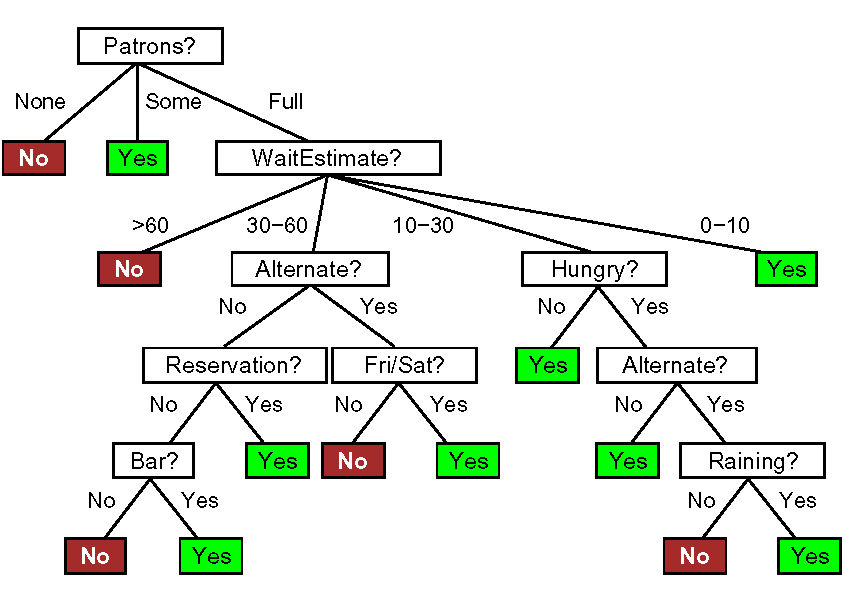 Patrons?
None Some Full
No Yes WaitEstimate?
>60 30−60 10−30 0−10
No Alternate? Hungry? Yes
No Yes No Yes
Reservation? Fri/Sat? Yes Alternate?
No Yes No Yes No Yes
Bar? Yes No Yes Yes Raining?
No Yes No Yes
No Yes No Yes